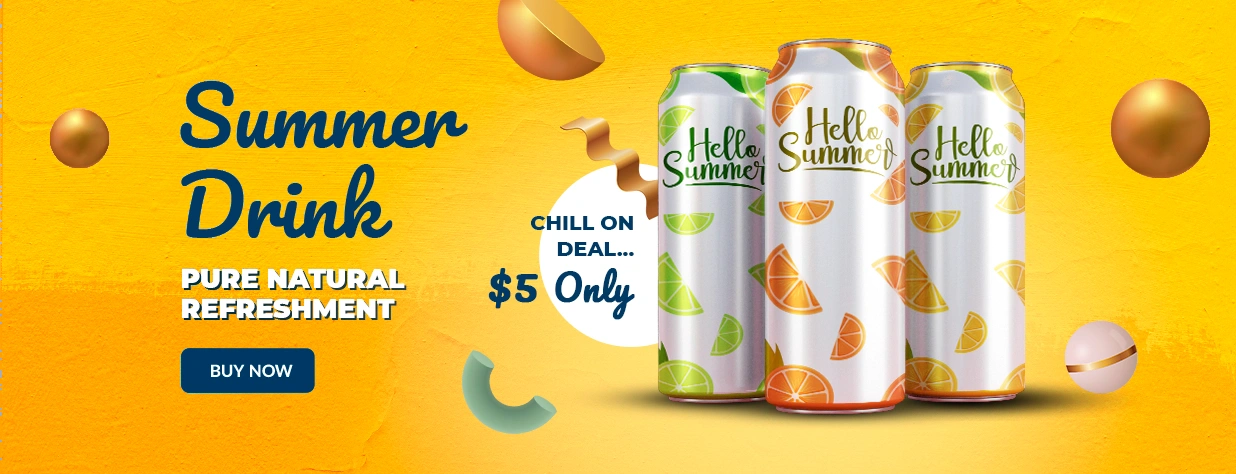 Summer
Drink
PURE NATURAL
REFRESHMENT
BUY NOW
CHILL ON
DEAL...
$5 Only
Hello
Summer
Hello
Summer
Hello
Summer